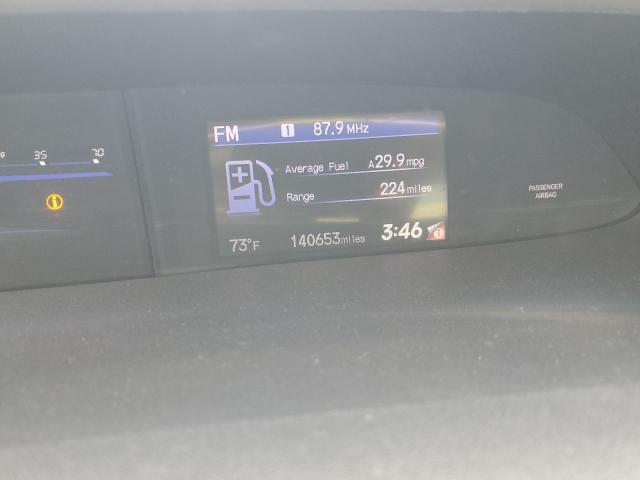 FM 1 87.9 MHz
35 70
Average Fuel A29.9 mpg
Range 224 miles
PASSENGER
AIRBAG
73°F 140653 miles 3:46